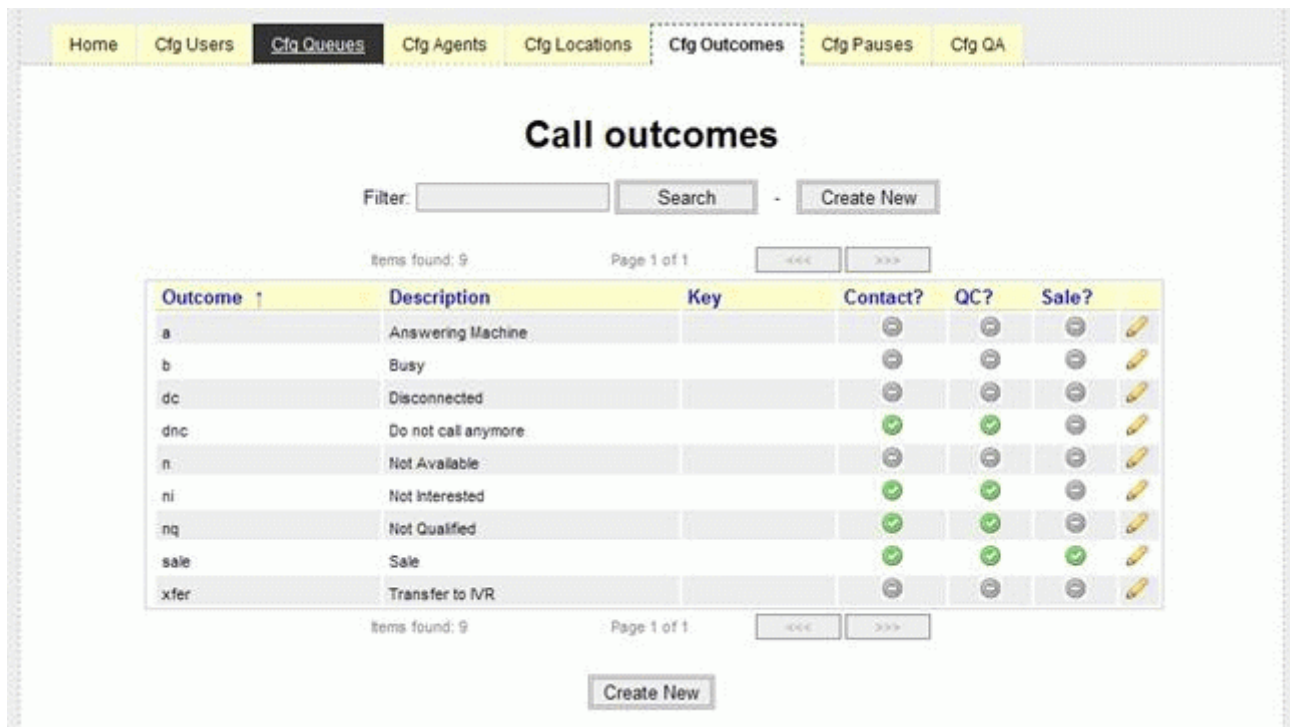 Home Cfg Users Cfg Queues Cfg Agents Cfg Locations Cfg Outcomes Cfg Pauses Cfg QA
Call outcomes
Filter: Search - Create New
Items found: 9 Page 1 of 1 <<< >>>
Outcome ↑ Description Key Contact? QC? Sale?
a Answering Machine
b Busy
dc Disconnected
dnc Do not call anymore
n Not Available
ni Not Interested
nq Not Qualified
sale Sale
xfer Transfer to IVR
Items found: 9 Page 1 of 1 <<< >>>
Create New